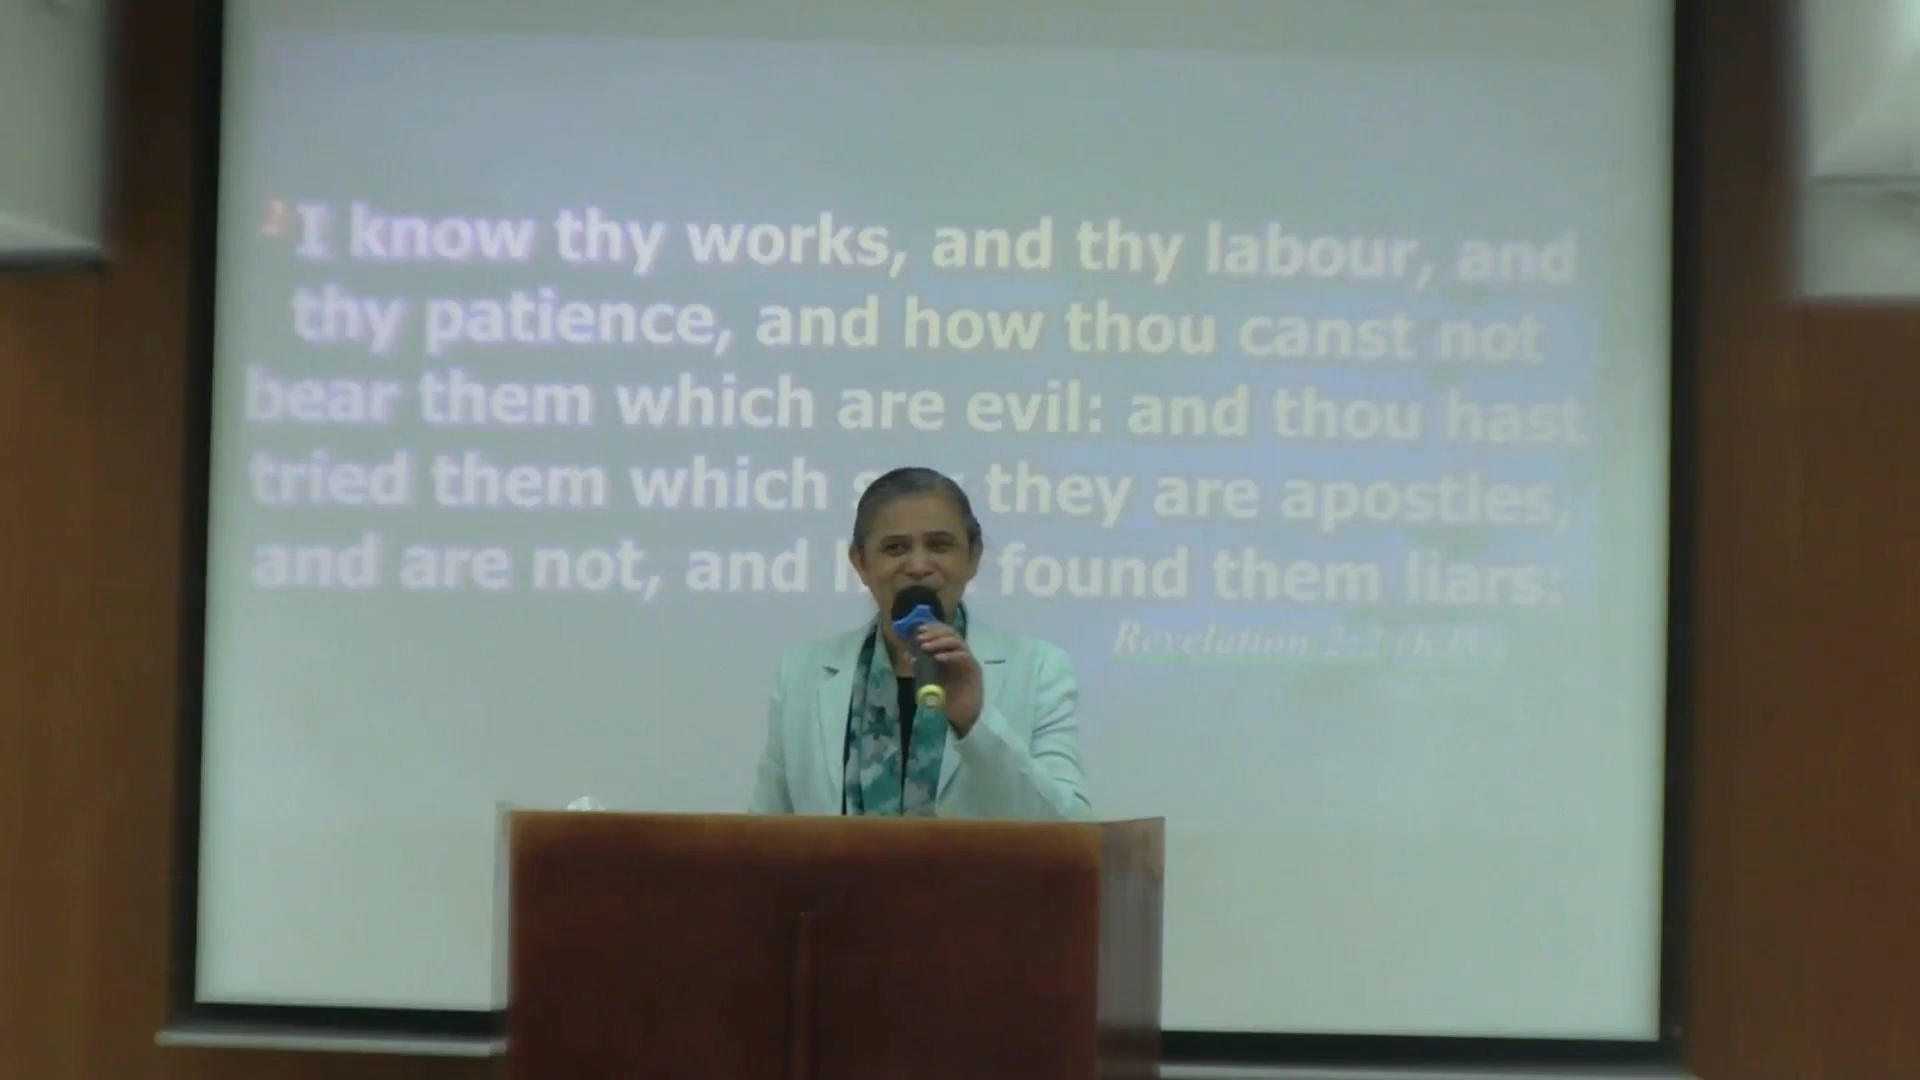 2 I know thy works, and thy labour, and
thy patience, and how thou canst not
bear them which are evil: and thou hast
tried them which they are apostles,
and are not, and found them liars:
Revelation 2:2 (KJV)